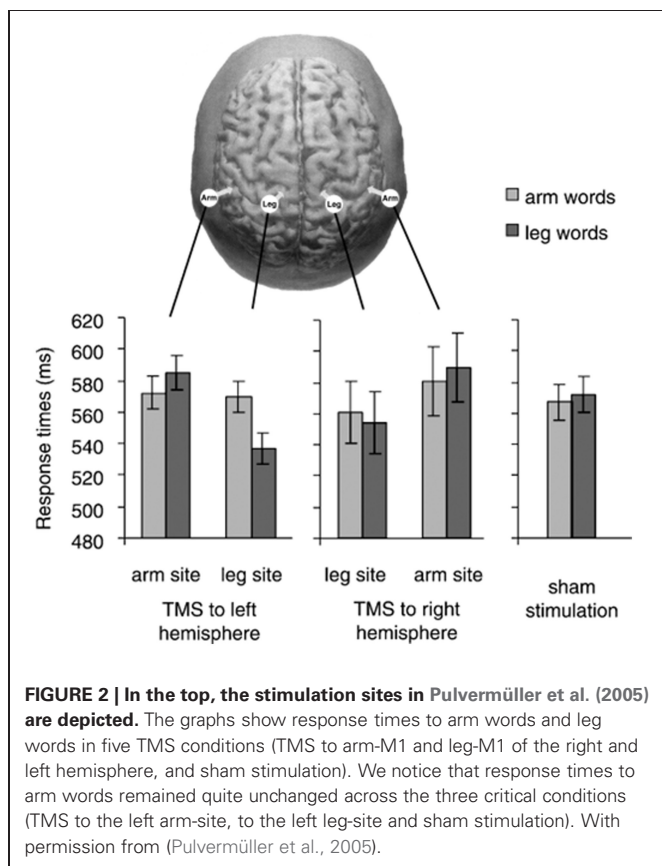 Arm
Leg
Leg
Arm
arm words
leg words
Response times (ms)
620
600
580
560
540
520
500
480
arm site leg site
TMS to left
hemisphere
leg site arm site
TMS to right
hemisphere
sham
stimulation
FIGURE 2 | In the top, the stimulation sites in Pulvermüller et al. (2005)
are depicted. The graphs show response times to arm words and leg
words in five TMS conditions (TMS to arm-M1 and leg-M1 of the right and
left hemisphere, and sham stimulation). We notice that response times to
arm words remained quite unchanged across the three critical conditions
(TMS to the left arm-site, to the left leg-site and sham stimulation). With
permission from (Pulvermüller et al., 2005).